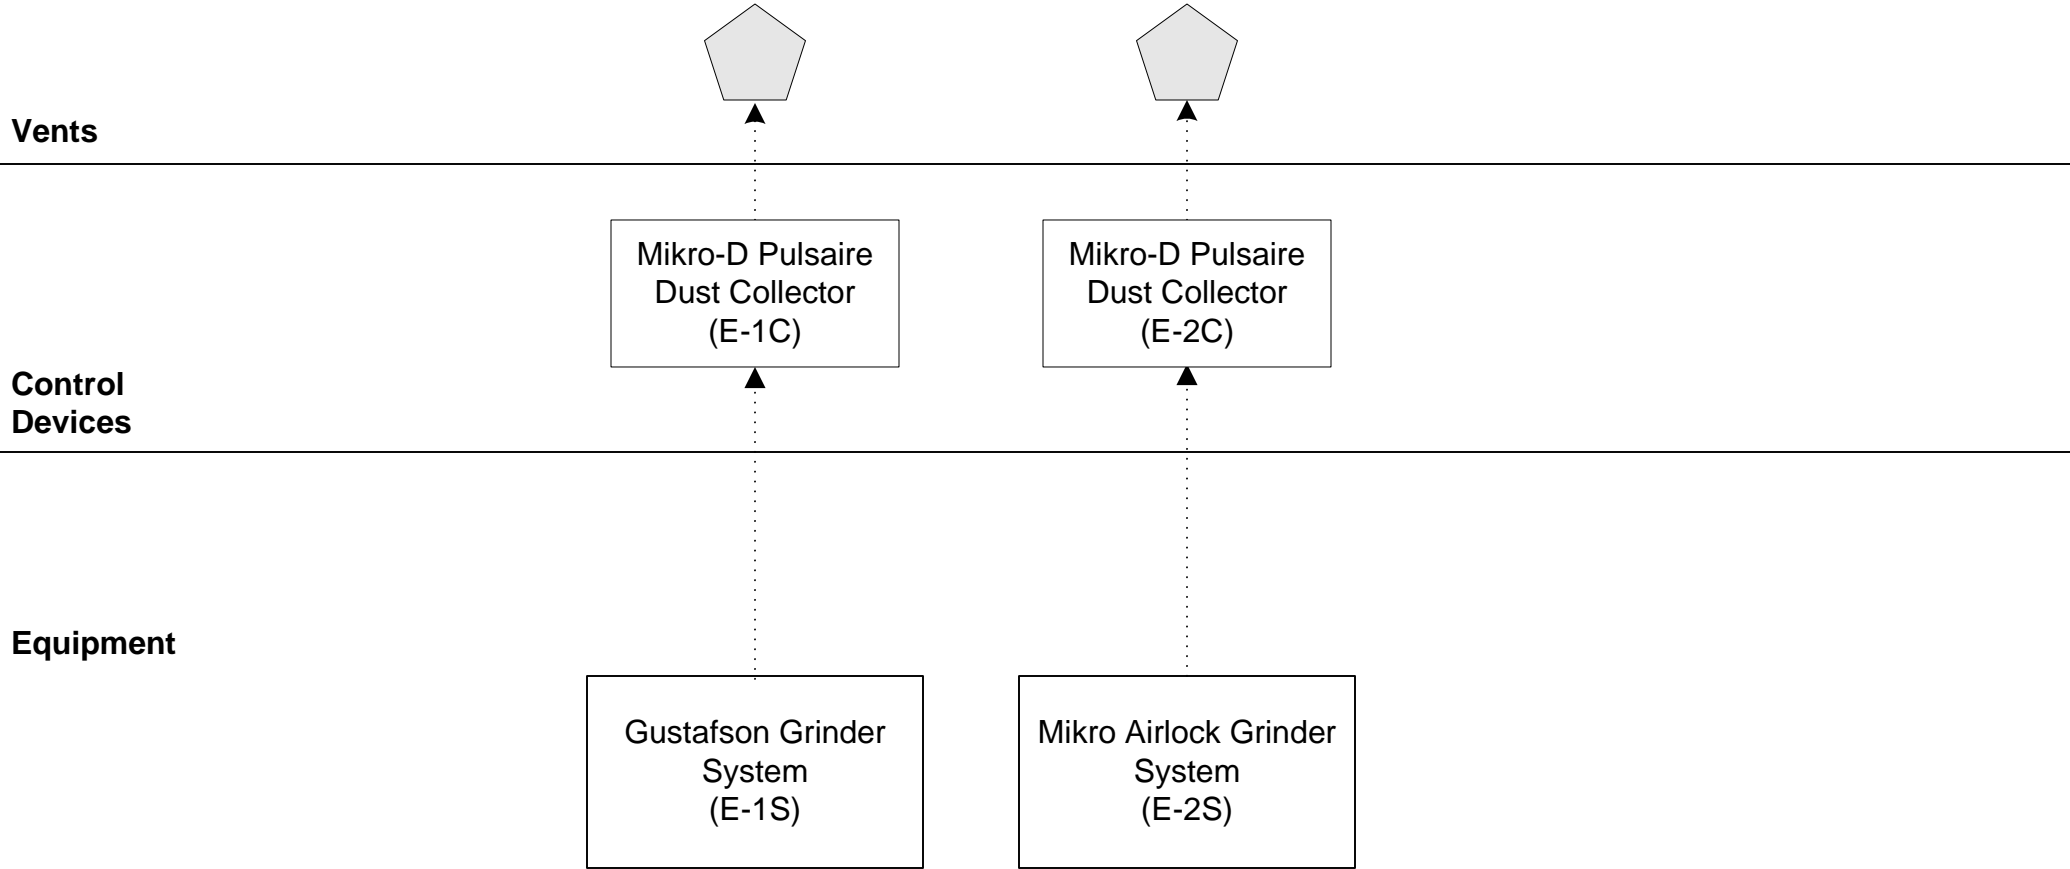 Vents
Mikro-D Pulsaire
Dust Collector
(E-1C)
Mikro-D Pulsaire
Dust Collector
(E-2C)
Control
Devices
Equipment
Gustafson Grinder
System
(E-1S)
Mikro Airlock Grinder
System
(E-2S)